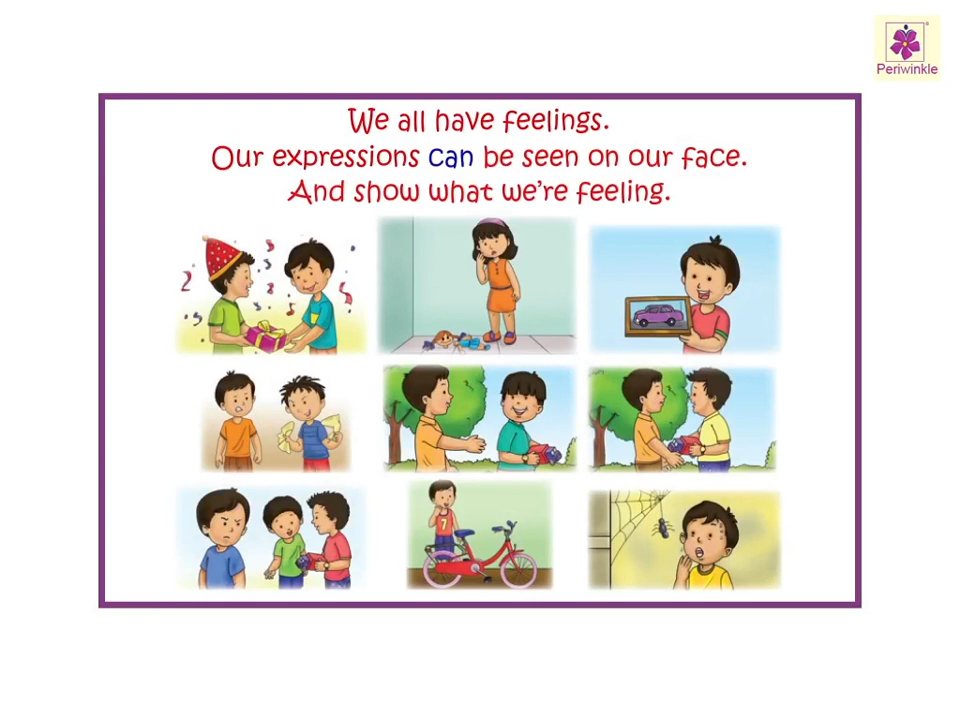 Periwinkle
We all have feelings.
Our expressions can be seen on our face.
And show what we're feeling.
7